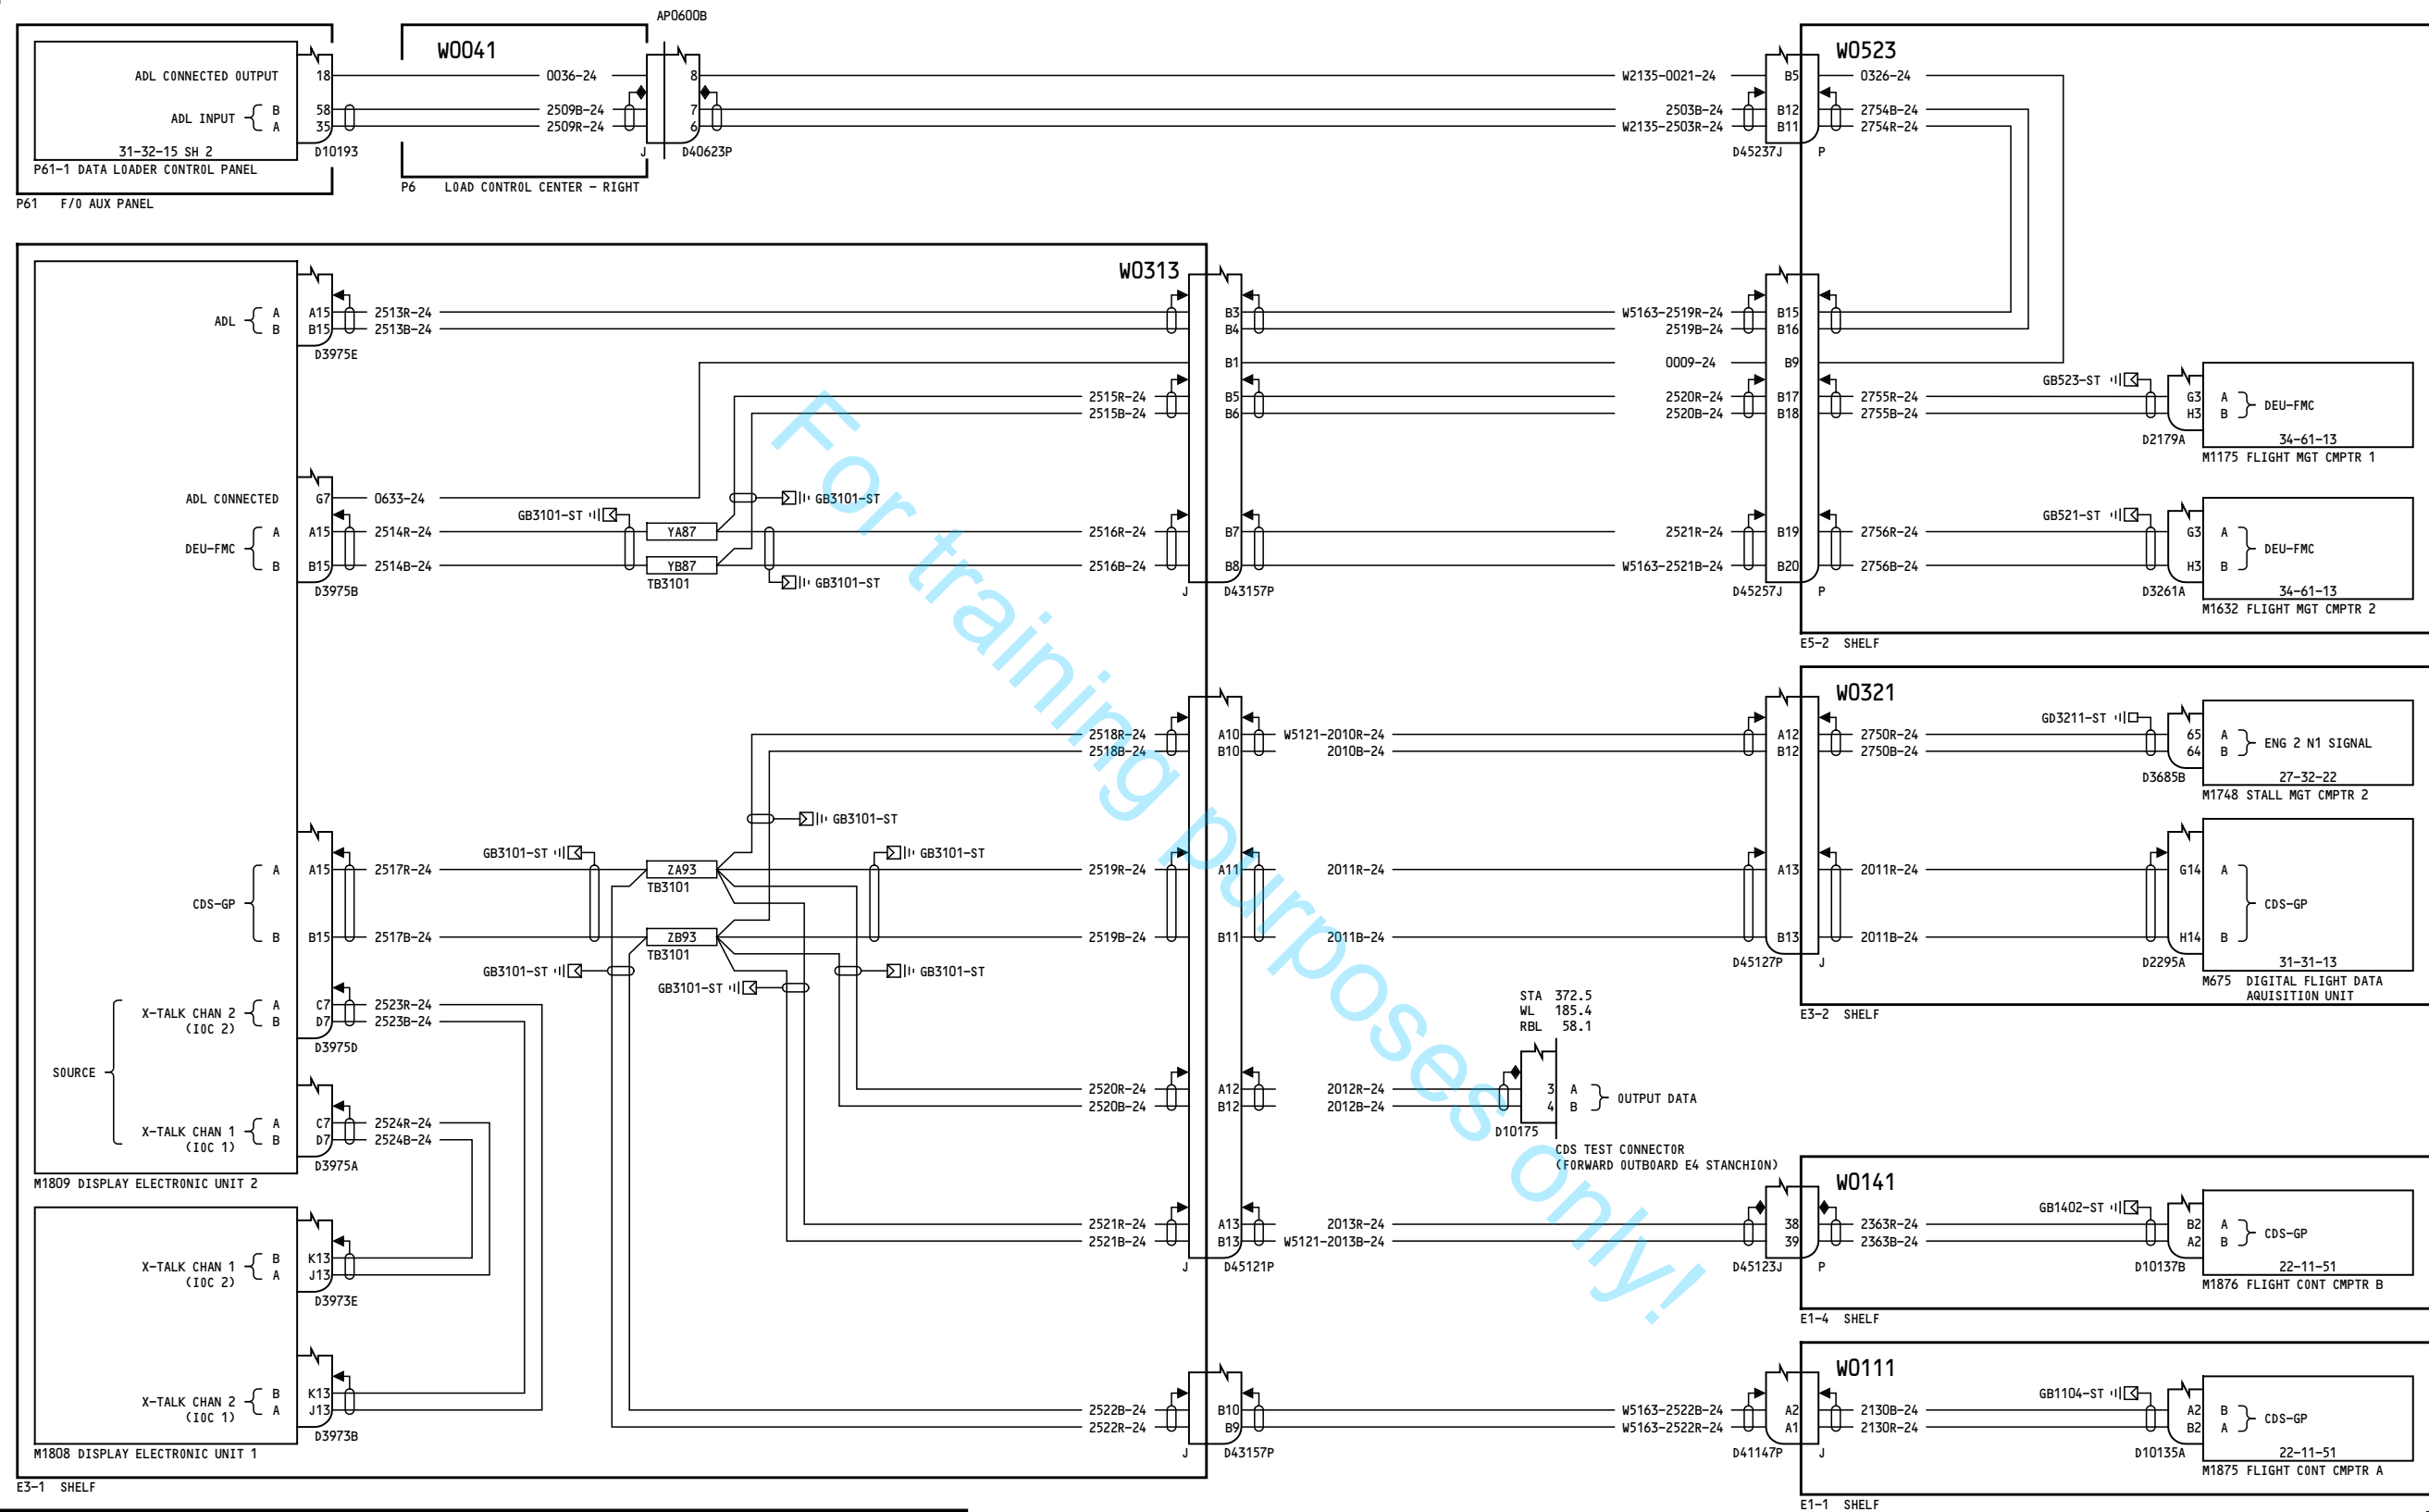 AP0600B
W0041
W0523
ADL CONNECTED OUTPUT 18 0036-24 8 W2135-0021-24 B5 0326-24
ADL INPUT
B 58 2509B-24 7 2503B-24 B12 2754B-24
A 35 2509R-24 6 W2135-2503R-24 B11 2754R-24
31-32-15 SH 2 D10193 J D40623P D45237J P
P61-1 DATA LOADER CONTROL PANEL
P6 LOAD CONTROL CENTER - RIGHT
P61 F/O AUX PANEL
W0313
ADL
A A15 2513R-24 B3 W5163-2519R-24 B15
B B15 2513B-24 B4 2519B-24 B16
D3975E
B1 0009-24 B9
GB523-ST
2515R-24 B5 2520R-24 B17 2755R-24 G3 A
2515B-24 B6 2520B-24 B18 2755B-24 H3 B
DEU-FMC
D2179A 34-61-13
M1175 FLIGHT MGT CMPTR 1
ADL CONNECTED G7 0633-24 GB3101-ST
GB3101-ST GB521-ST
DEU-FMC
A A15 2514R-24 YA87 2516R-24 B7 2521R-24 B19 2756R-24 G3 A
DEU-FMC
B B15 2514B-24 YB87 2516B-24 B8 W5163-2521B-24 B20 2756B-24 H3 B
D3975B TB3101 GB3101-ST J D43157P D45257J P D3261A 34-61-13
M1632 FLIGHT MGT CMPTR 2
E5-2 SHELF
W0321
GD3211-ST
2518R-24 A10 W5121-2010R-24 A12 2750R-24 65 A
2518B-24 B10 2010B-24 B12 2750B-24 64 B
ENG 2 N1 SIGNAL
D3685B 27-32-22
M1748 STALL MGT CMPTR 2
GB3101-ST
GB3101-ST GB3101-ST
A A15 2517R-24 ZA93 2519R-24 A11 2011R-24 A13 2011R-24 G14 A
TB3101
CDS-GP CDS-GP
B B15 2517B-24 ZB93 2519B-24 B11 2011B-24 B13 2011B-24 H14 B
TB3101
D45127P J D2295A 31-31-13
GB3101-ST GB3101-ST
GB3101-ST
M675 DIGITAL FLIGHT DATA
AQUISITION UNIT
E3-2 SHELF
X-TALK CHAN 2
(IOC 2)
A C7 2523R-24
B D7 2523B-24
D3975D
STA 372.5
WL 185.4
RBL 58.1
SOURCE
2520R-24 A12 2012R-24 3 A
2520B-24 B12 2012B-24 4 B
OUTPUT DATA
D10175
CDS TEST CONNECTOR
(FORWARD OUTBOARD E4 STANCHION)
X-TALK CHAN 1
(IOC 1)
A C7 2524R-24
B D7 2524B-24
D3975A
M1809 DISPLAY ELECTRONIC UNIT 2
W0141
GB1402-ST
2521R-24 A13 2013R-24 38 2363R-24 B2 A
2521B-24 B13 W5121-2013B-24 39 2363B-24 A2 B
CDS-GP
J D45121P D45123J P D10137B 22-11-51
M1876 FLIGHT CONT CMPTR B
E1-4 SHELF
X-TALK CHAN 1
(IOC 2)
B K13
A J13
D3973E
W0111
GB1104-ST
X-TALK CHAN 2
(IOC 1)
B K13
A J13
D3973B
2522B-24 B10 W5163-2522B-24 A2 2130B-24 A2 B
2522R-24 B9 W5163-2522R-24 A1 2130R-24 B2 A
CDS-GP
J D43157P D41147P J D10135A 22-11-51
M1808 DISPLAY ELECTRONIC UNIT 1
M1875 FLIGHT CONT CMPTR A
E3-1 SHELF
E1-1 SHELF
For training purposes only!